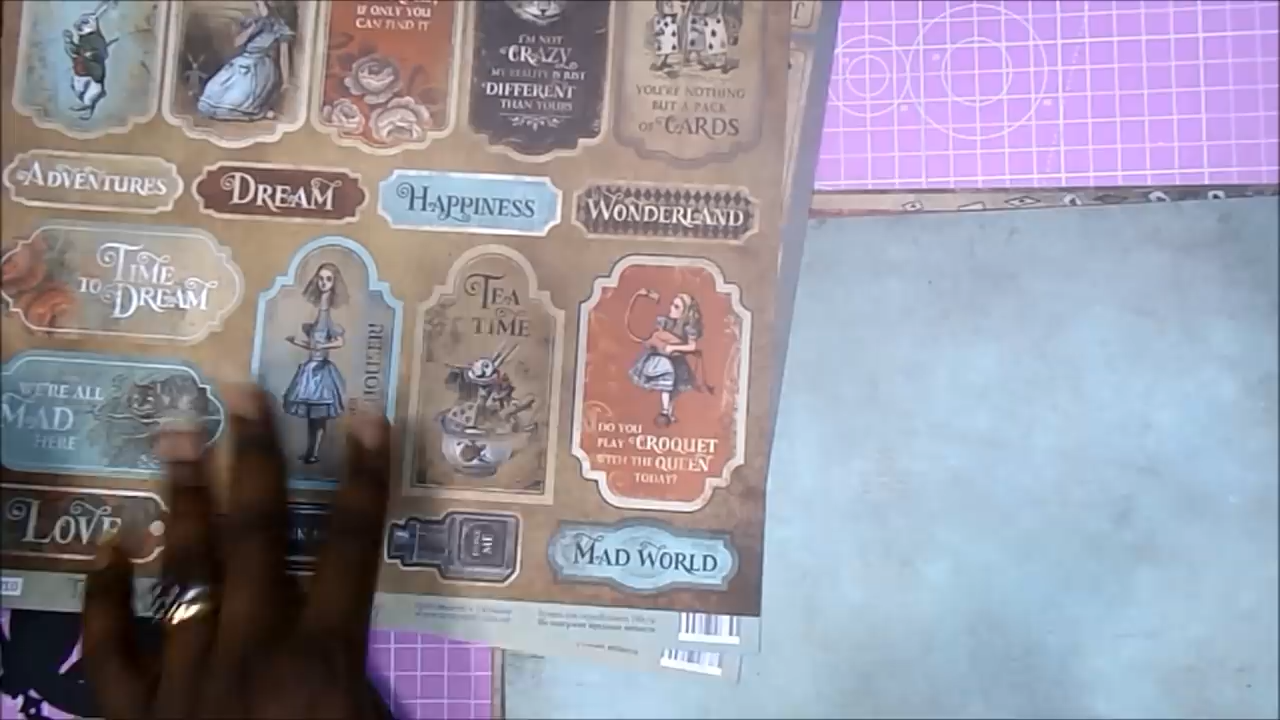 IF ONLY YOU
CAN FIND IT
I'M NOT
CRAZY
MY REALITY IS JUST
DIFFERENT
THAN YOURS
YOU'RE NOTHING
BUT A PACK
OF CARDS
ADVENTURES
DREAM
HAPPINESS
WONDERLAND
TIME
TO DREAM
TEA
TIME
DO YOU
PLAY CROQUET
WITH THE QUEEN
TODAY?
WE'RE ALL
MAD
HERE
LOVE
ME
MAD WORLD